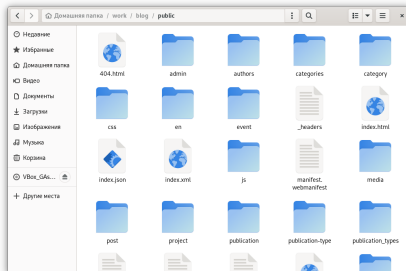 Домашняя папка / work / blog / public
Недавние
Избранные
Домашняя папка
Видео
Документы
Загрузки
Изображения
Музыка
Корзина
VBox_GAs...
+ Другие места
404.html
admin
authors
categories
category
css
en
event
_headers
index.html
index.json
index.xml
js
manifest.
webmanifest
media
post
project
publication
publication-type
publication_types